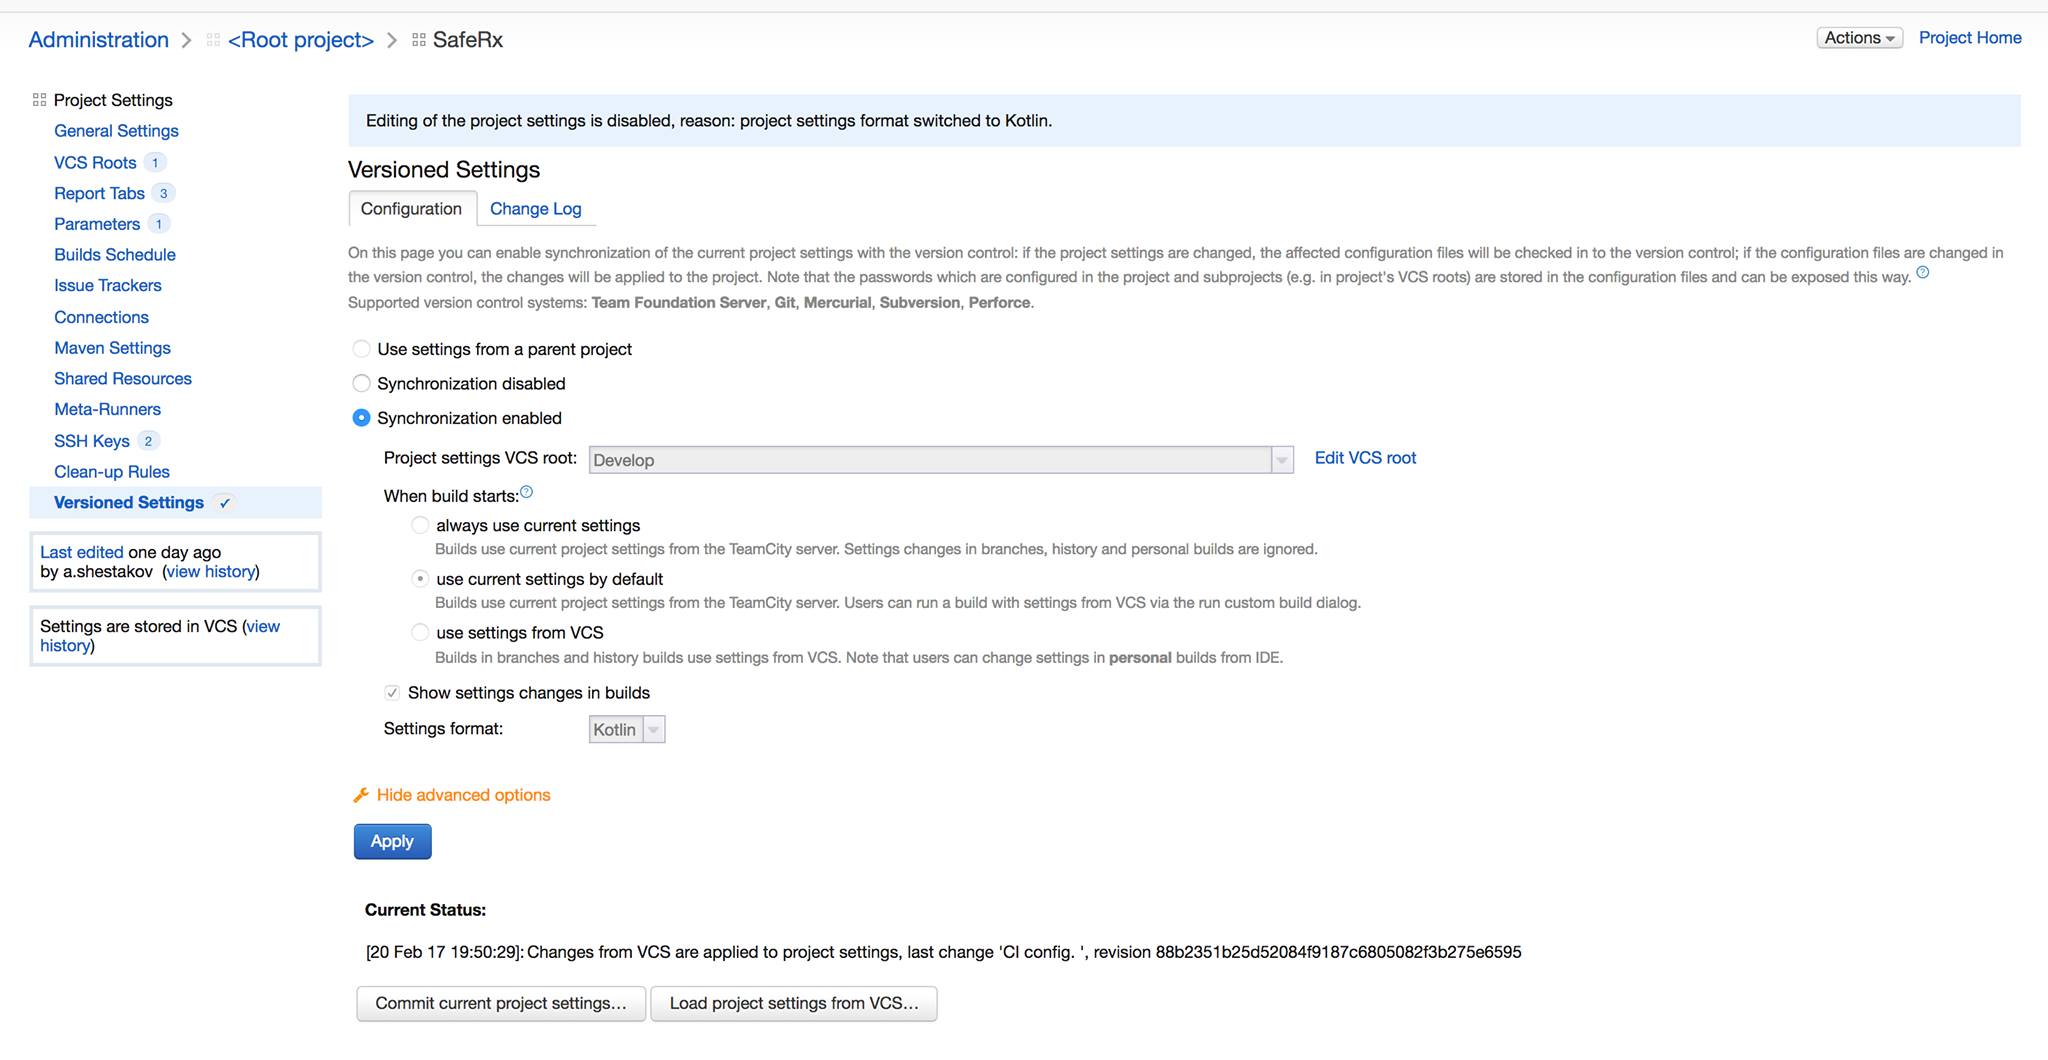 Administration > <Root project> > SafeRx
Actions
Project Home
Project Settings
General Settings
VCS Roots 1
Report Tabs 3
Parameters 1
Builds Schedule
Issue Trackers
Connections
Maven Settings
Shared Resources
Meta-Runners
SSH Keys 2
Clean-up Rules
Versioned Settings ✓
Last edited one day ago
by a.shestakov (view history)
Settings are stored in VCS (view
history)
Editing of the project settings is disabled, reason: project settings format switched to Kotlin.
Versioned Settings
Configuration
Change Log
On this page you can enable synchronization of the current project settings with the version control: if the project settings are changed, the affected configuration files will be checked in to the version control; if the configuration files are changed in
the version control, the changes will be applied to the project. Note that the passwords which are configured in the project and subprojects (e.g. in project's VCS roots) are stored in the configuration files and can be exposed this way. ?
Supported version control systems: Team Foundation Server, Git, Mercurial, Subversion, Perforce.
Use settings from a parent project
Synchronization disabled
Synchronization enabled
Project settings VCS root: Develop Edit VCS root
When build starts: ?
always use current settings
Builds use current project settings from the TeamCity server. Settings changes in branches, history and personal builds are ignored.
use current settings by default
Builds use current project settings from the TeamCity server. Users can run a build with settings from VCS via the run custom build dialog.
use settings from VCS
Builds in branches and history builds use settings from VCS. Note that users can change settings in personal builds from IDE.
Show settings changes in builds
Settings format: Kotlin
Hide advanced options
Apply
Current Status:
[20 Feb 17 19:50:29]: Changes from VCS are applied to project settings, last change 'CI config. ', revision 88b2351b25d52084f9187c6805082f3b275e6595
Commit current project settings…
Load project settings from VCS…